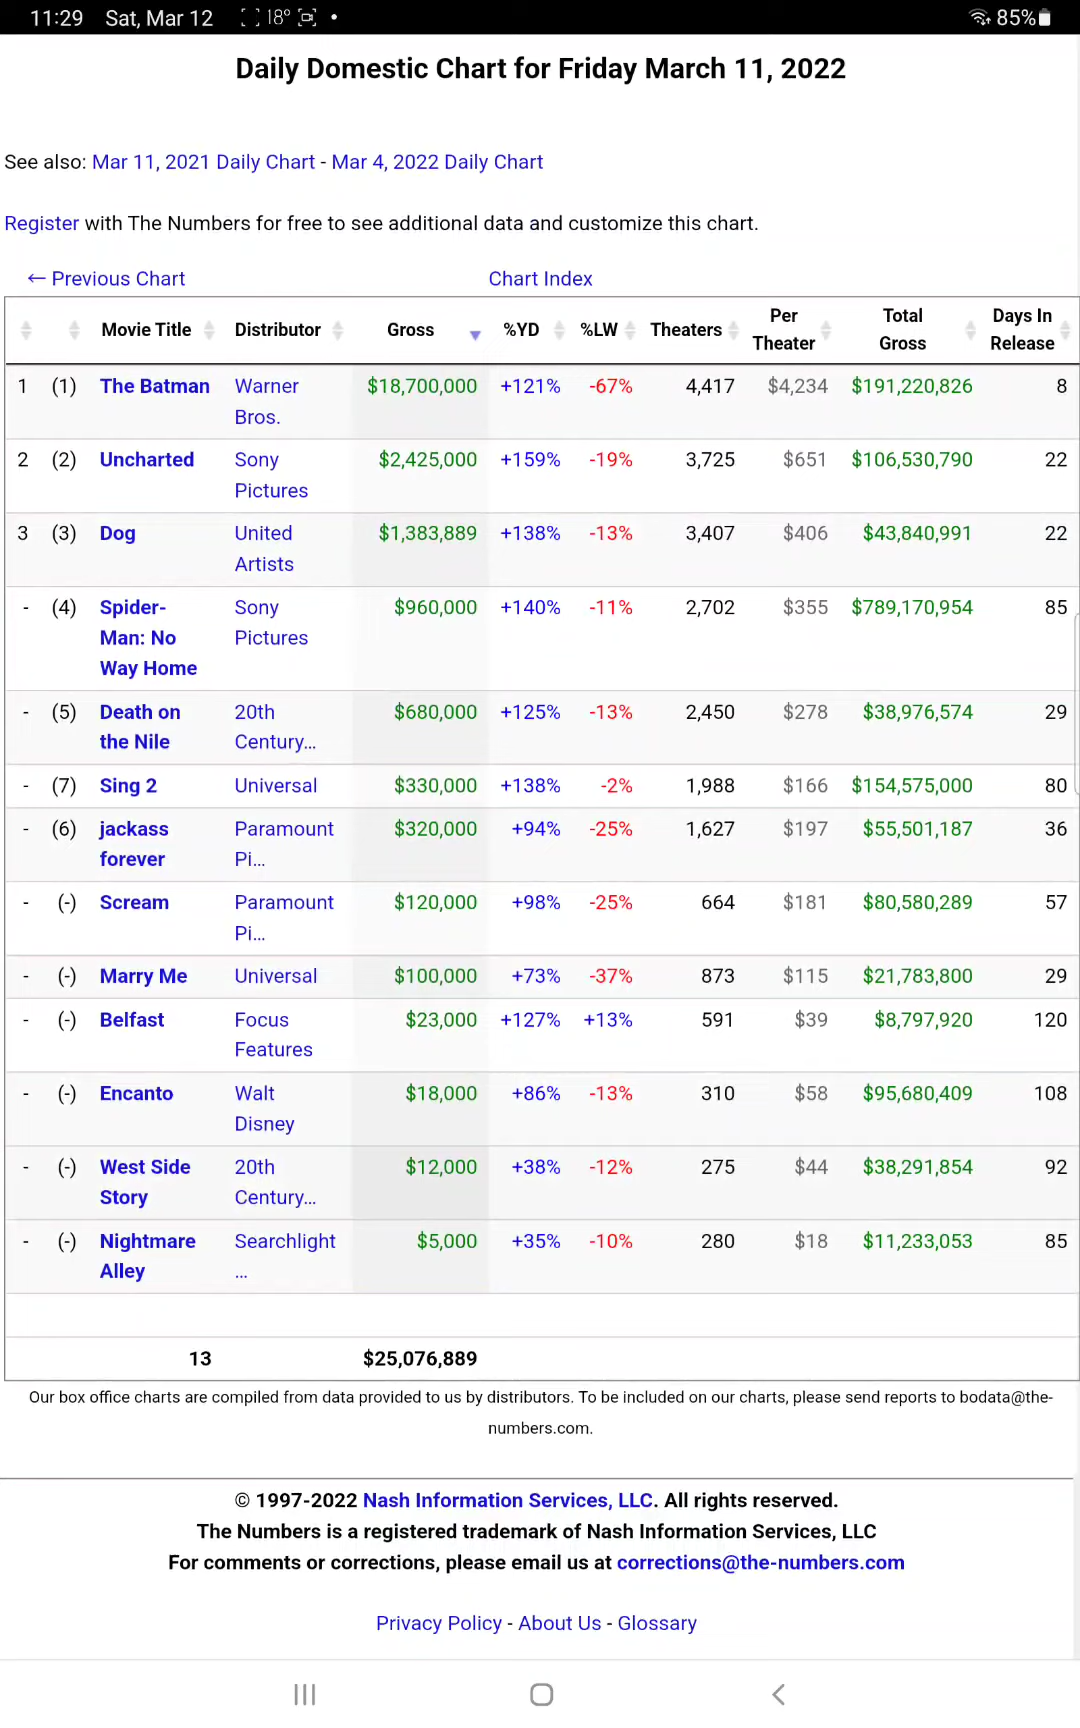 11:29 Sat, Mar 12 18° • 85%
Daily Domestic Chart for Friday March 11, 2022
See also: Mar 11, 2021 Daily Chart - Mar 4, 2022 Daily Chart
Register with The Numbers for free to see additional data and customize this chart.
← Previous Chart Chart Index
Movie Title Distributor Gross %YD %LW Theaters Per Theater Total Gross Days In Release
1 (1) The Batman Warner Bros. $18,700,000 +121% -67% 4,417 $4,234 $191,220,826 8
2 (2) Uncharted Sony Pictures $2,425,000 +159% -19% 3,725 $651 $106,530,790 22
3 (3) Dog United Artists $1,383,889 +138% -13% 3,407 $406 $43,840,991 22
- (4) Spider-Man: No Way Home Sony Pictures $960,000 +140% -11% 2,702 $355 $789,170,954 85
- (5) Death on the Nile 20th Century... $680,000 +125% -13% 2,450 $278 $38,976,574 29
- (7) Sing 2 Universal $330,000 +138% -2% 1,988 $166 $154,575,000 80
- (6) jackass forever Paramount Pi... $320,000 +94% -25% 1,627 $197 $55,501,187 36
- (-) Scream Paramount Pi... $120,000 +98% -25% 664 $181 $80,580,289 57
- (-) Marry Me Universal $100,000 +73% -37% 873 $115 $21,783,800 29
- (-) Belfast Focus Features $23,000 +127% +13% 591 $39 $8,797,920 120
- (-) Encanto Walt Disney $18,000 +86% -13% 310 $58 $95,680,409 108
- (-) West Side Story 20th Century... $12,000 +38% -12% 275 $44 $38,291,854 92
- (-) Nightmare Alley Searchlight ... $5,000 +35% -10% 280 $18 $11,233,053 85
13 $25,076,889
Our box office charts are compiled from data provided to us by distributors. To be included on our charts, please send reports to bodata@the-
numbers.com.
© 1997-2022 Nash Information Services, LLC. All rights reserved.
The Numbers is a registered trademark of Nash Information Services, LLC
For comments or corrections, please email us at corrections@the-numbers.com
Privacy Policy - About Us - Glossary